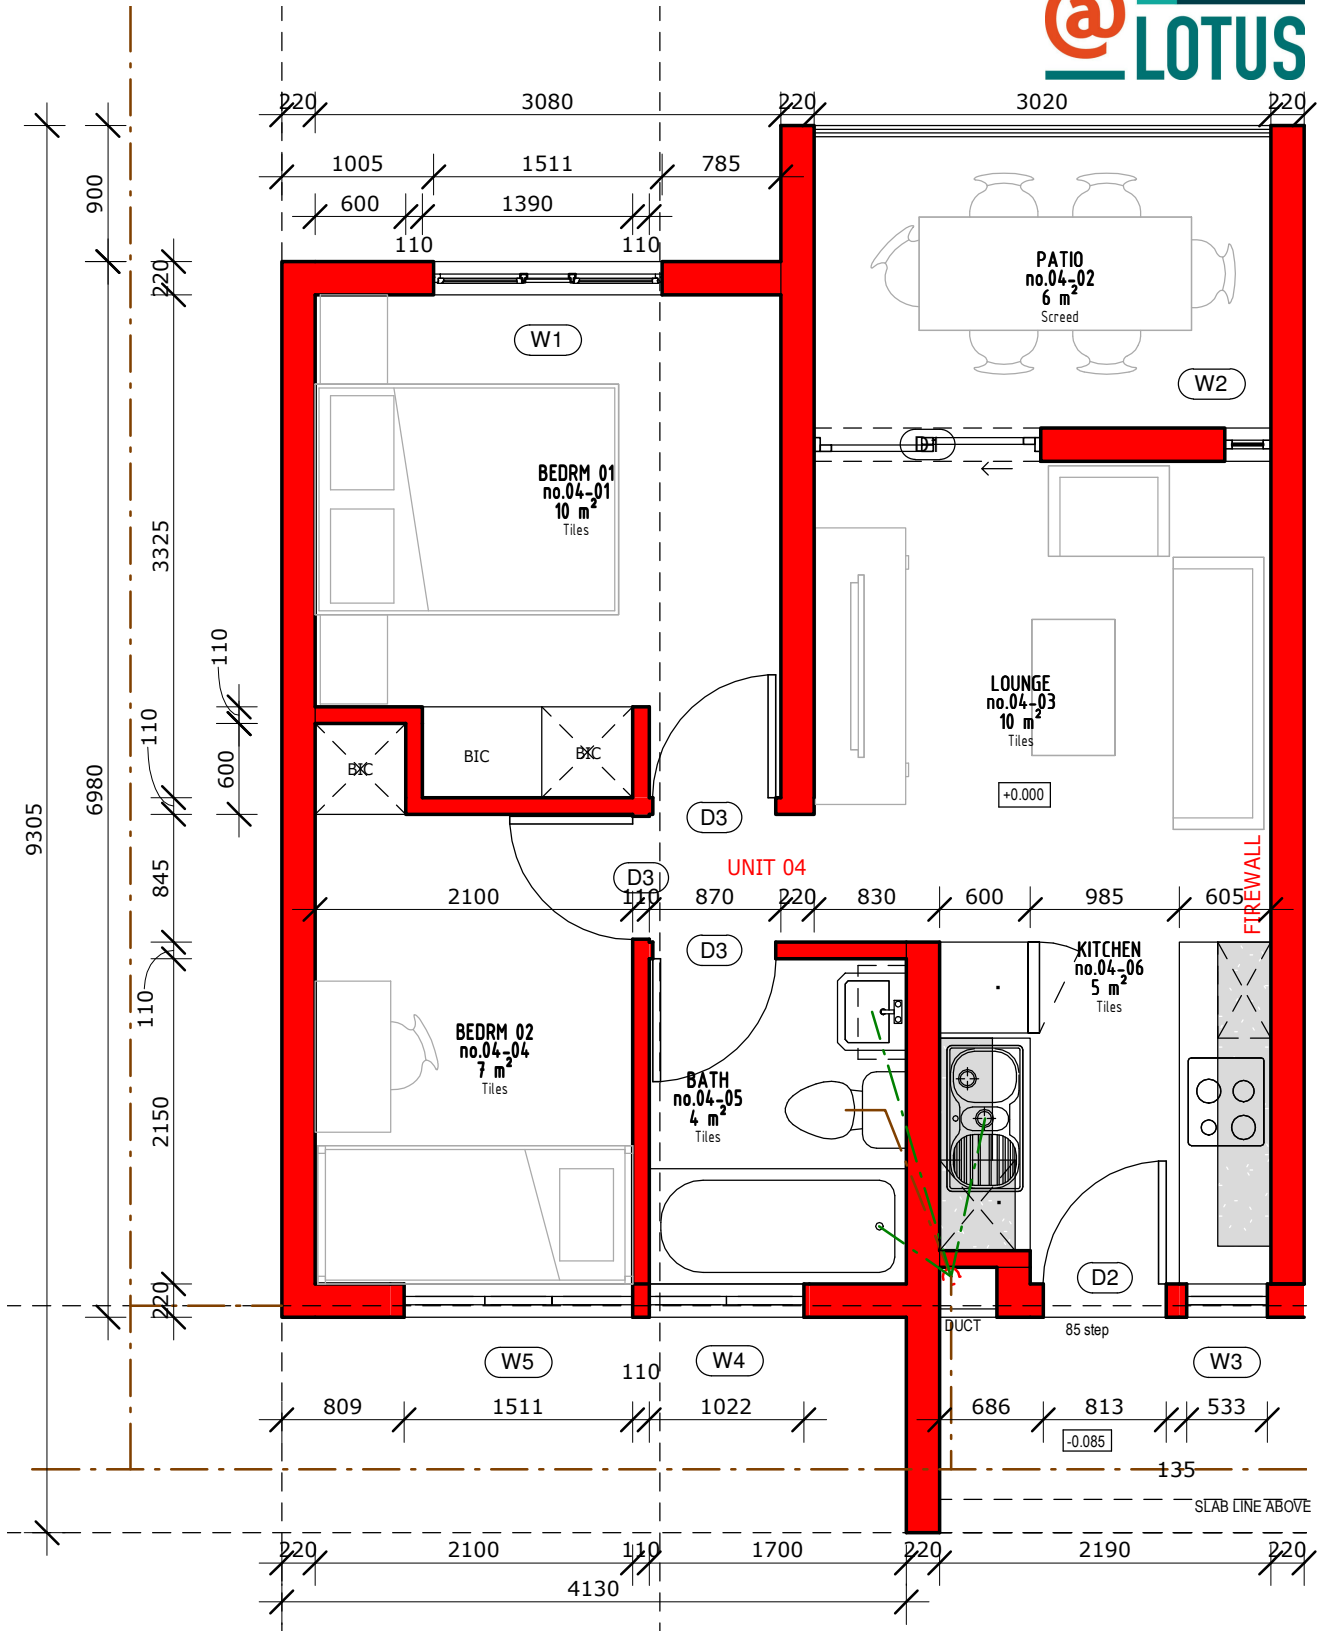 @
LOTUS
220
3080
220
3020
220
1005
1511
785
600
1390
110
110
900
220
W1
PATIO
no.04-02
6 m²
Screed
W2
BEDRM 01
no.04-01
10 m²
Tiles
3325
LOUNGE
no.04-03
10 m²
Tiles
110
110
600
BIC
BIC
BIC
+0.000
9305
6980
845
D3
D3
UNIT 04
FIREWALL
2100
110
870
220
830
600
985
605
D3
KITCHEN
no.04-06
5 m²
Tiles
110
BEDRM 02
no.04-04
7 m²
Tiles
BATH
no.04-05
4 m²
Tiles
2150
220
D2
DUCT
85 step
W5
W4
W3
110
809
1511
1022
686
813
533
-0.085
135
SLAB LINE ABOVE
220
2100
110
1700
220
2190
220
4130